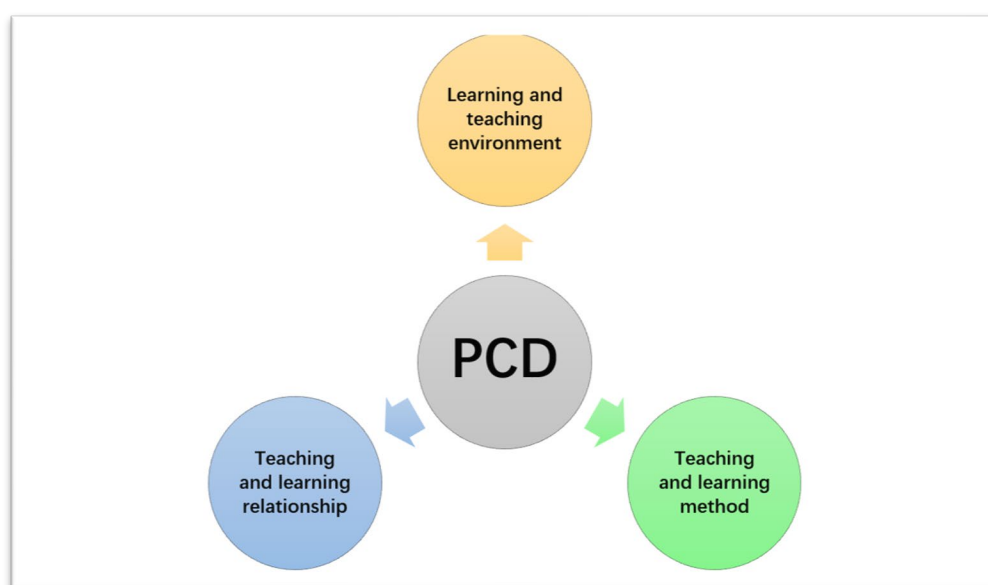 Learning and
teaching
environment
PCD
Teaching
and learning
relationship
Teaching
and learning
method